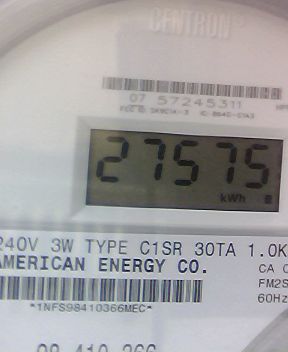 CENTRON®
07 57245311
27575
kWh
240V 3W TYPE C1SR 30TA 1.0K
AMERICAN ENERGY CO.
CA
FM2S
60Hz
*1NFS98410366MEC*
98 410 366